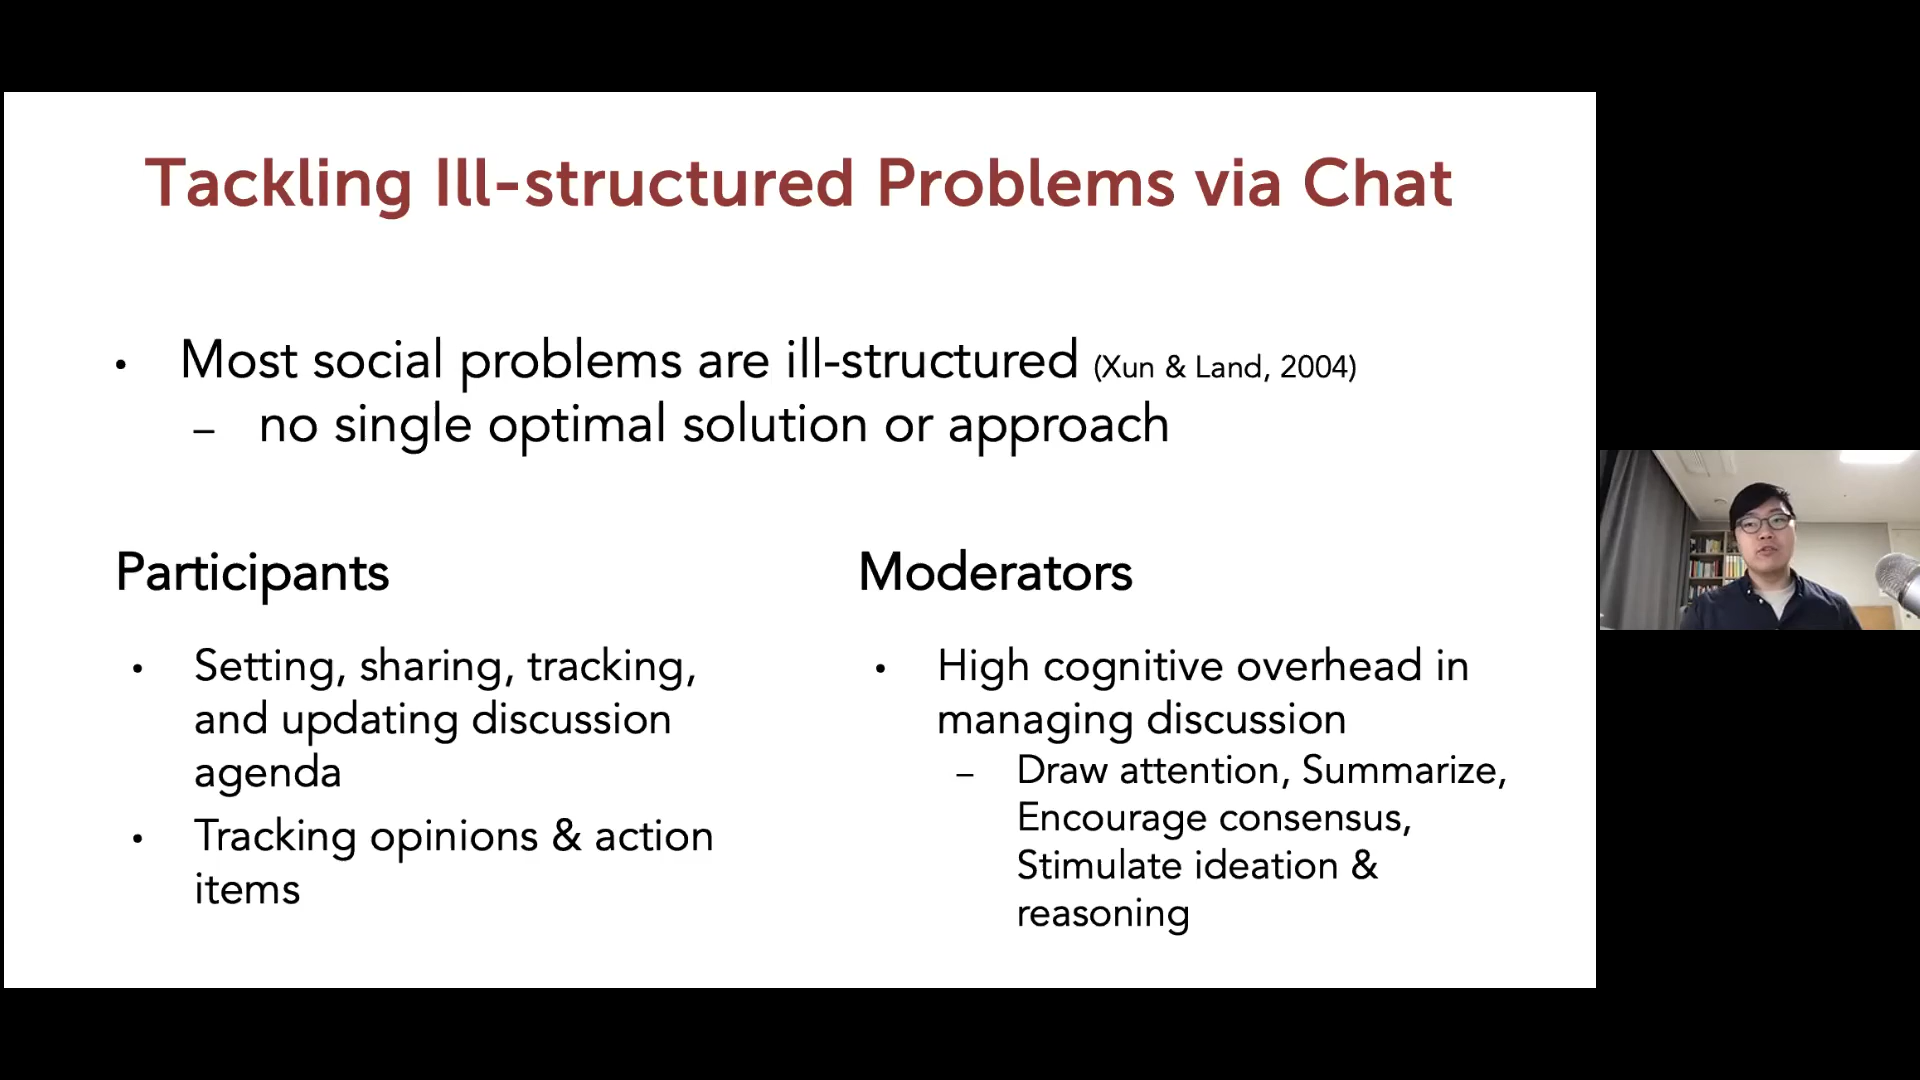 Tackling Ill-structured Problems via Chat
• Most social problems are ill-structured (Xun & Land, 2004)
– no single optimal solution or approach
Participants
• Setting, sharing, tracking,
and updating discussion
agenda
• Tracking opinions & action
items
Moderators
• High cognitive overhead in
managing discussion
– Draw attention, Summarize,
Encourage consensus,
Stimulate ideation &
reasoning